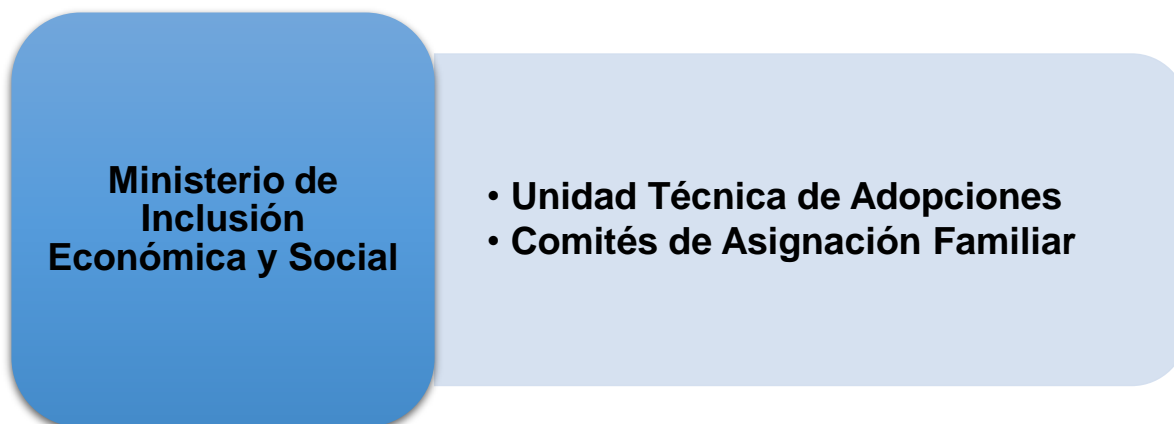 Ministerio de
Inclusión
Económica y Social
• Unidad Técnica de Adopciones
• Comités de Asignación Familiar